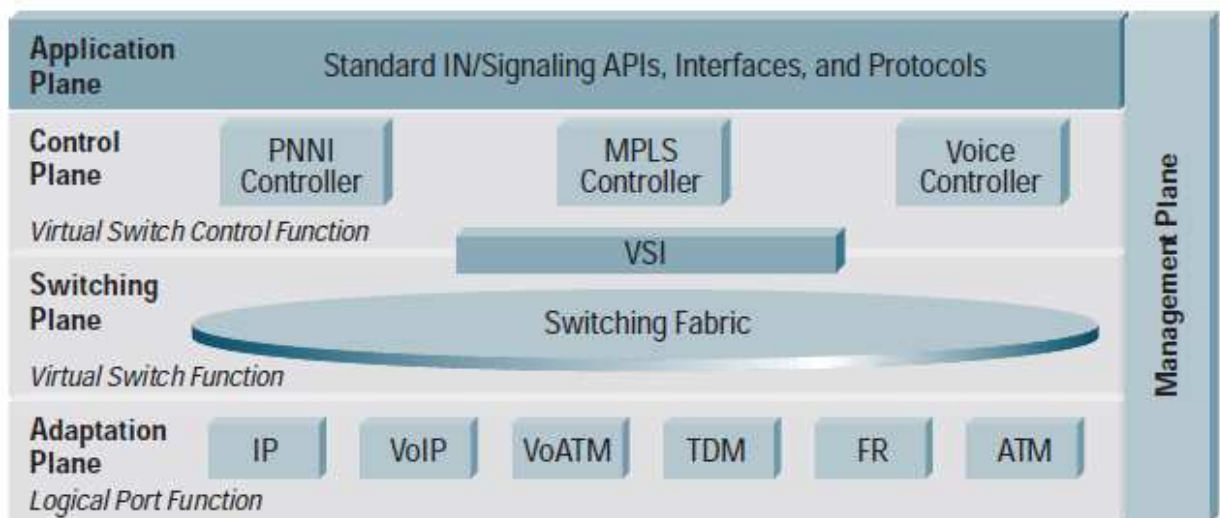 Application
Plane
Standard IN/Signaling APIs, Interfaces, and Protocols
Control
Plane
PNNI
Controller
MPLS
Controller
Voice
Controller
Virtual Switch Control Function
VSI
Switching
Plane
Switching Fabric
Virtual Switch Function
Adaptation
Plane
IP
VoIP
VoATM
TDM
FR
ATM
Logical Port Function
Management Plane